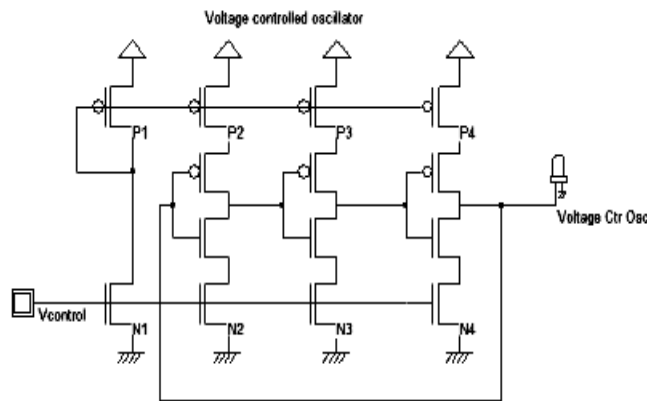 Voltage controlled oscillator
P1
P2
P3
P4
Voltage Ctr Osc
Vcontrol
N1
N2
N3
N4